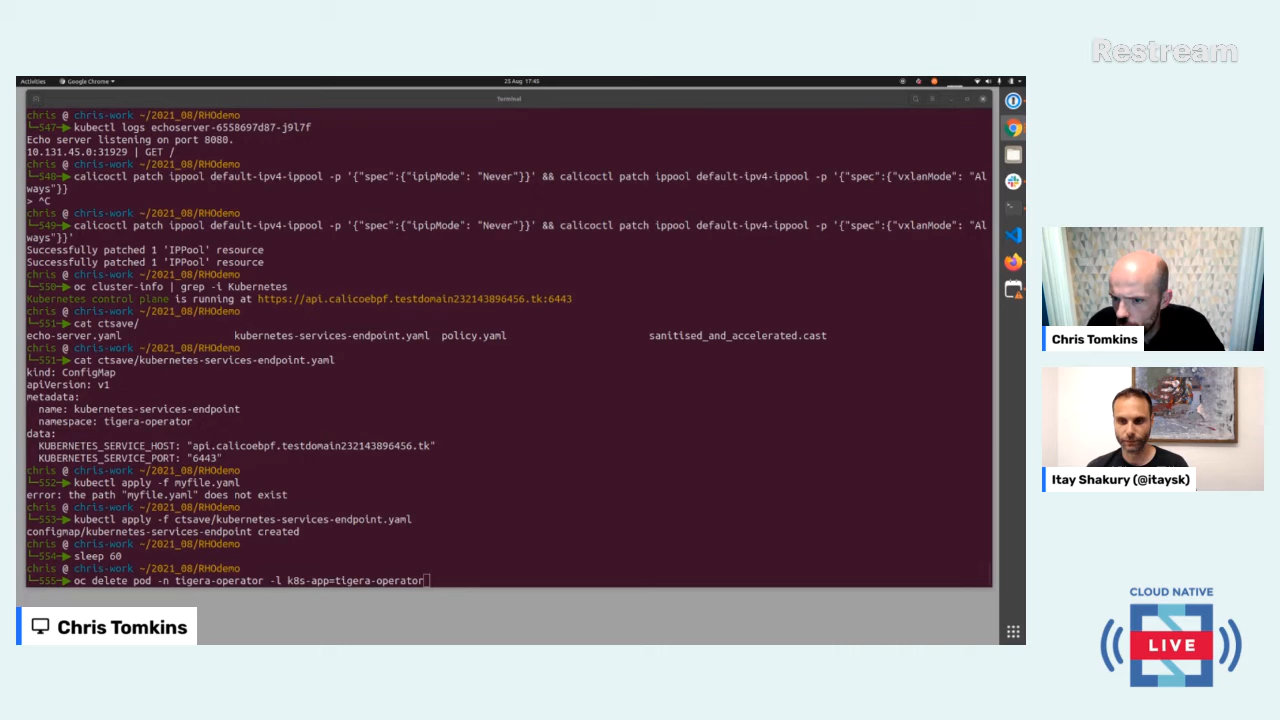 Restream
Activities
Google Chrome
25 Aug 17:45
Terminal
chris @ chris-work ~/2021_08/RHOdemo
└─547─▶ kubectl logs echoserver-6558697d87-j9l7f
Echo server listening on port 8080.
10.131.45.0:31929 | GET /
chris @ chris-work ~/2021_08/RHOdemo
└─548─▶ calicoctl patch ippool default-ipv4-ippool -p '{"spec":{"ipipMode": "Never"}}' && calicoctl patch ippool default-ipv4-ippool -p '{"spec":{"vxlanMode": "Al
ways"}}
> ^C
chris @ chris-work ~/2021_08/RHOdemo
└─549─▶ calicoctl patch ippool default-ipv4-ippool -p '{"spec":{"ipipMode": "Never"}}' && calicoctl patch ippool default-ipv4-ippool -p '{"spec":{"vxlanMode": "Al
ways"}}'
Successfully patched 1 'IPPool' resource
Successfully patched 1 'IPPool' resource
chris @ chris-work ~/2021_08/RHOdemo
└─550─▶ oc cluster-info | grep -i Kubernetes
Kubernetes control plane is running at https://api.calicoebpf.testdomain232143896456.tk:6443
chris @ chris-work ~/2021_08/RHOdemo
└─551─▶ cat ctsave/
echo-server.yaml kubernetes-services-endpoint.yaml policy.yaml sanitised_and_accelerated.cast
chris @ chris-work ~/2021_08/RHOdemo
└─551─▶ cat ctsave/kubernetes-services-endpoint.yaml
kind: ConfigMap
apiVersion: v1
metadata:
  name: kubernetes-services-endpoint
  namespace: tigera-operator
data:
  KUBERNETES_SERVICE_HOST: "api.calicoebpf.testdomain232143896456.tk"
  KUBERNETES_SERVICE_PORT: "6443"
chris @ chris-work ~/2021_08/RHOdemo
└─552─▶ kubectl apply -f myfile.yaml
error: the path "myfile.yaml" does not exist
chris @ chris-work ~/2021_08/RHOdemo
└─553─▶ kubectl apply -f ctsave/kubernetes-services-endpoint.yaml
configmap/kubernetes-services-endpoint created
chris @ chris-work ~/2021_08/RHOdemo
└─554─▶ sleep 60
chris @ chris-work ~/2021_08/RHOdemo
└─555─▶ oc delete pod -n tigera-operator -l k8s-app=tigera-operator
Chris Tomkins
Chris Tomkins
Itay Shakury (@itaysk)
CLOUD NATIVE
LIVE